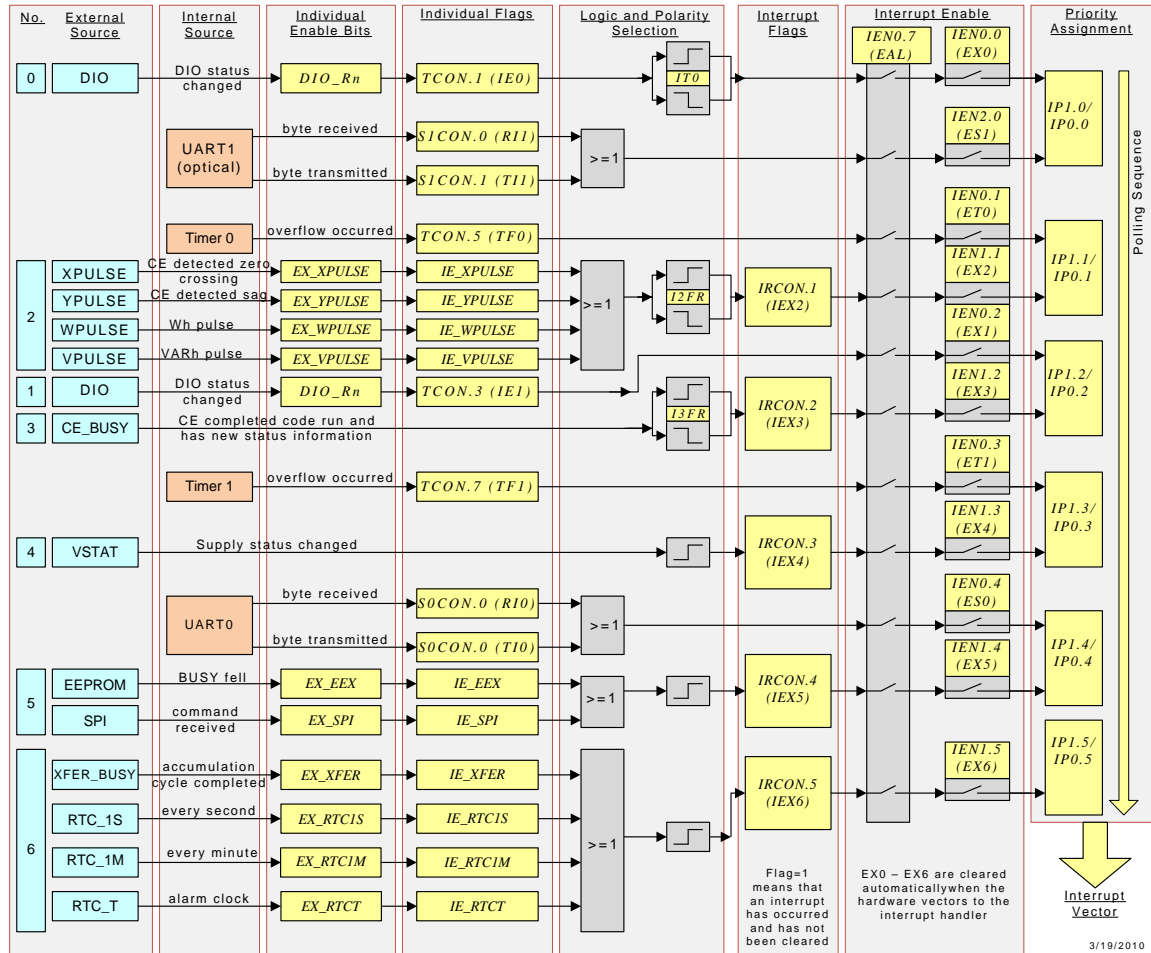 No.
External Source
Internal Source
Individual Enable Bits
Individual Flags
Logic and Polarity Selection
Interrupt Flags
Interrupt Enable
Priority Assignment
IEN0.7 (EAL)
0
DIO
DIO status changed
DIO_Rn
TCON.1 (IE0)
IT0
IEN0.0 (EX0)
IP1.0/ IP0.0
UART1 (optical)
byte received
S1CON.0 (RI1)
byte transmitted
S1CON.1 (TI1)
>=1
IEN2.0 (ES1)
Timer 0
overflow occurred
TCON.5 (TF0)
IEN0.1 (ET0)
IP1.1/ IP0.1
2
XPULSE
CE detected zero crossing
EX_XPULSE
IE_XPULSE
YPULSE
CE detected sag
EX_YPULSE
IE_YPULSE
WPULSE
Wh pulse
EX_WPULSE
IE_WPULSE
VPULSE
VARh pulse
EX_VPULSE
IE_VPULSE
>=1
I2FR
IRCON.1 (IEX2)
IEN1.1 (EX2)
1
DIO
DIO status changed
DIO_Rn
TCON.3 (IE1)
IEN0.2 (EX1)
IP1.2/ IP0.2
3
CE_BUSY
CE completed code run and has new status information
I3FR
IRCON.2 (IEX3)
IEN1.2 (EX3)
Timer 1
overflow occurred
TCON.7 (TF1)
IEN0.3 (ET1)
IP1.3/ IP0.3
4
VSTAT
Supply status changed
IRCON.3 (IEX4)
IEN1.3 (EX4)
UART0
byte received
S0CON.0 (RI0)
byte transmitted
S0CON.0 (TI0)
>=1
IEN0.4 (ES0)
IP1.4/ IP0.4
5
EEPROM
BUSY fell
EX_EEX
IE_EEX
SPI
command received
EX_SPI
IE_SPI
>=1
IRCON.4 (IEX5)
IEN1.4 (EX5)
6
XFER_BUSY
accumulation cycle completed
EX_XFER
IE_XFER
RTC_1S
every second
EX_RTC1S
IE_RTC1S
RTC_1M
every minute
EX_RTC1M
IE_RTC1M
RTC_T
alarm clock
EX_RTCT
IE_RTCT
>=1
IRCON.5 (IEX6)
IEN1.5 (EX6)
IP1.5/ IP0.5
Polling Sequence
Flag=1 means that an interrupt has occurred and has not been cleared
EX0 – EX6 are cleared automaticallywhen the hardware vectors to the interrupt handler
Interrupt Vector
3/19/2010